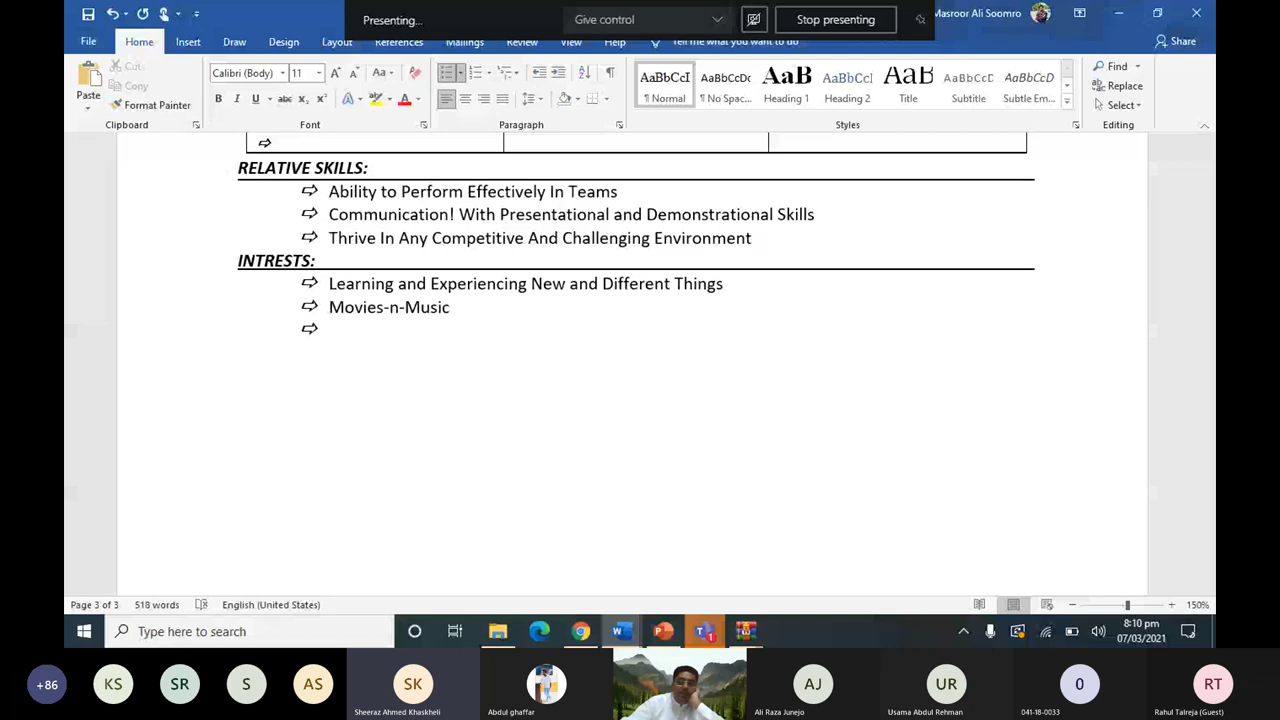 Presenting...
Give control
Stop presenting
Masroor Ali Soomro
File
Home
Insert
Draw
Design
Layout
References
Mailings
Review
View
Help
Tell me what you want to do
Share
Paste
Cut
Copy
Format Painter
Clipboard
Calibri (Body)
11
Aa
B I U abc x₂ x²
Font
Paragraph
AaBbCcI
¶ Normal
AaBbCcDc
¶ No Spac...
AaB
Heading 1
AaBbCcI
Heading 2
AaB
Title
AaBbCcD
Subtitle
AaBbCcI
Subtle Em...
Styles
Find
Replace
Select
Editing
RELATIVE SKILLS:
Ability to Perform Effectively In Teams
Communication! With Presentational and Demonstrational Skills
Thrive In Any Competitive And Challenging Environment
INTRESTS:
Learning and Experiencing New and Different Things
Movies-n-Music
Page 3 of 3
518 words
English (United States)
150%
Type here to search
8:10 pm
07/03/2021
+86
KS
SR
S
AS
SK
Sheeraz Ahmed Khaskheli
Abdul ghaffar
AJ
Ali Raza Junejo
UR
Usama Abdul Rehman
0
041-18-0033
RT
Rahul Talreja (Guest)